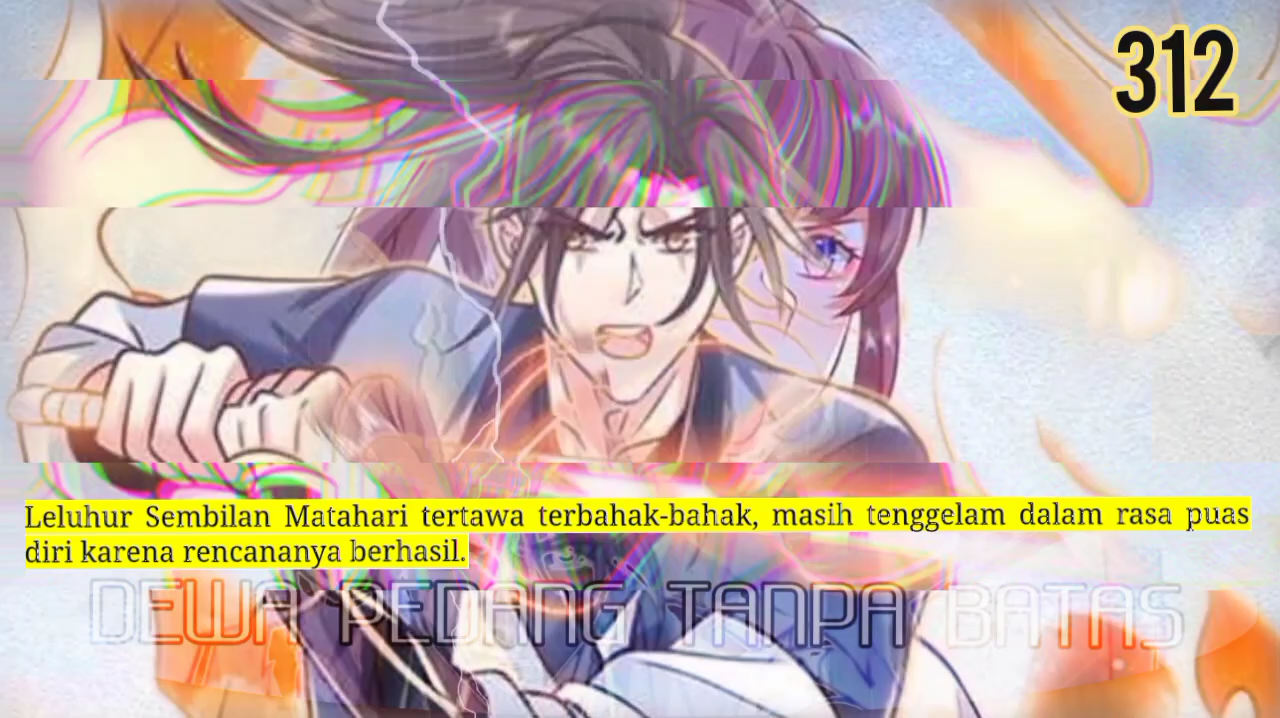 312
Leluhur Sembilan Matahari tertawa terbahak-bahak, masih tenggelam dalam rasa puas
diri karena rencananya berhasil.
DEWA PEDANG TANPA BATAS